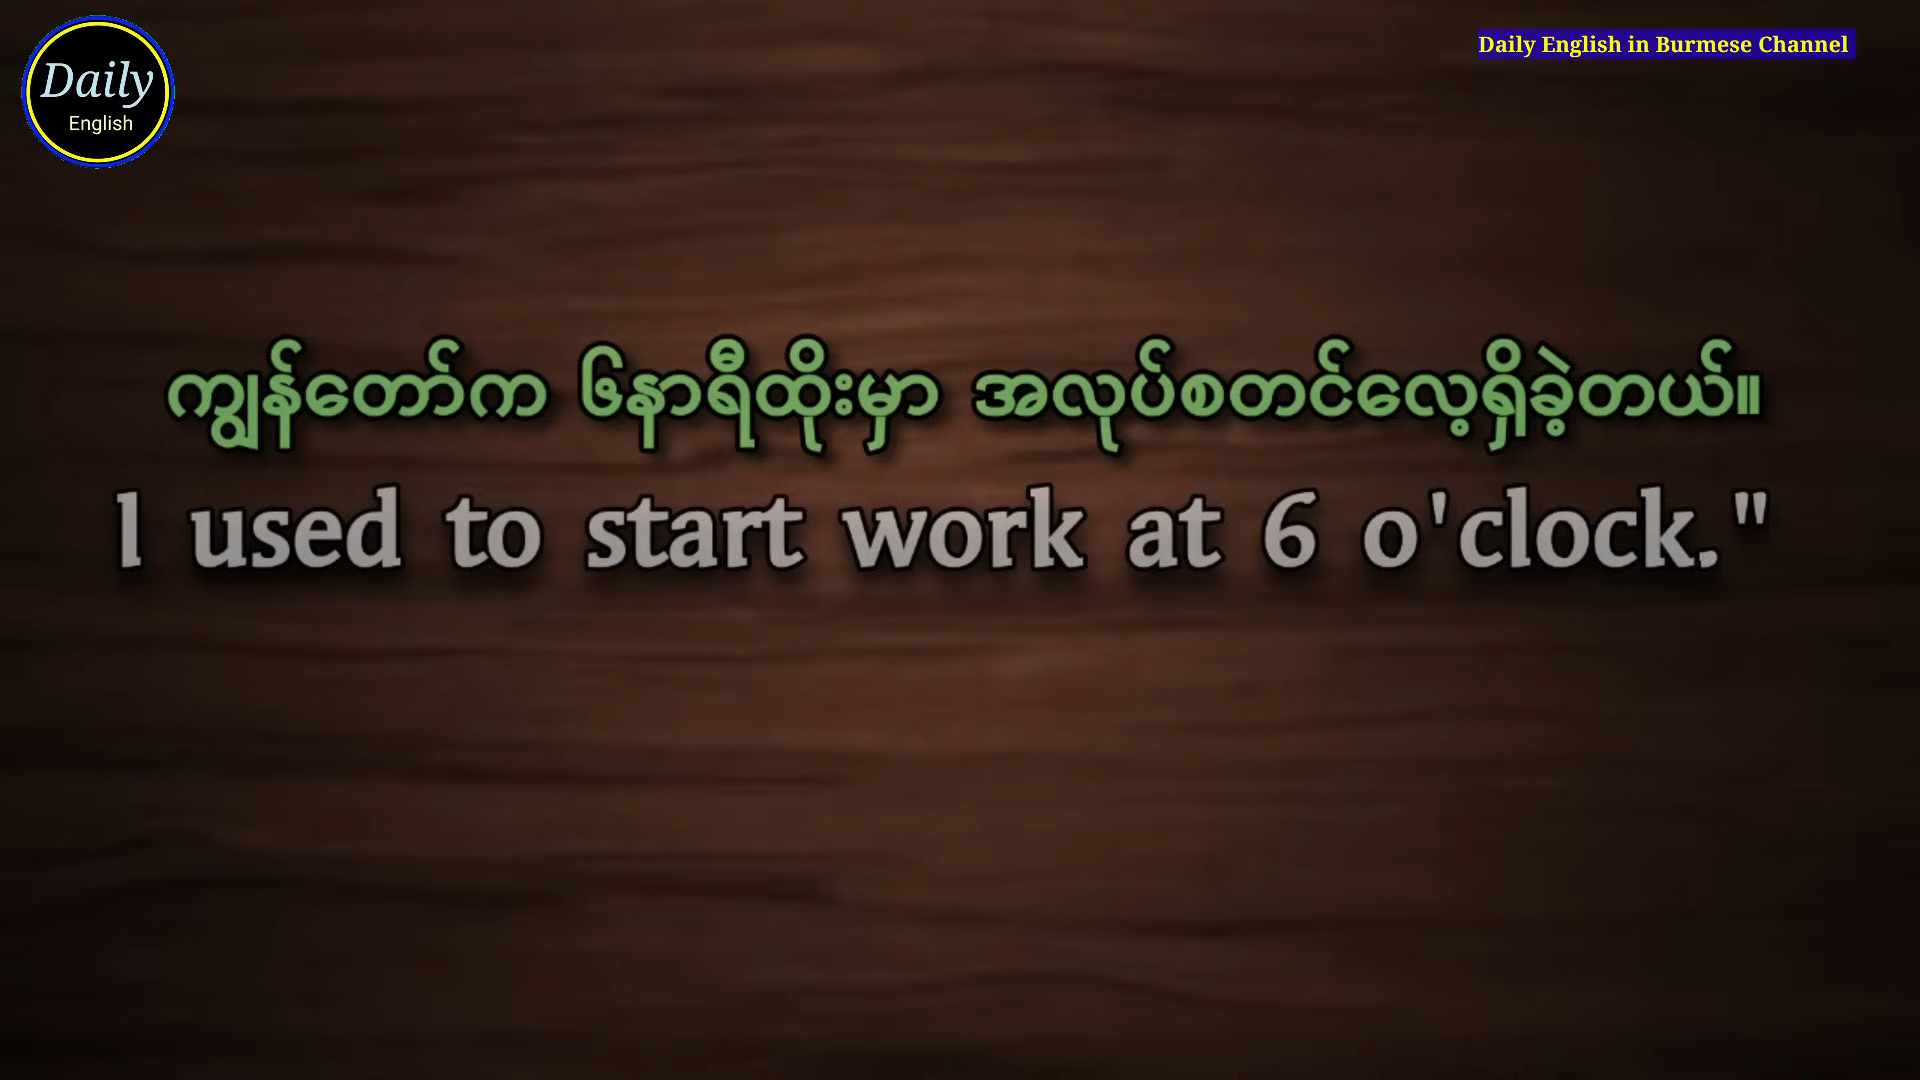 Daily
English
Daily English in Burmese Channel
ကျွန်တော်က ၆နာရီထိုးမှာ အလုပ်စတင်လေ့ရှိခဲ့တယ်။
I used to start work at 6 o'clock."